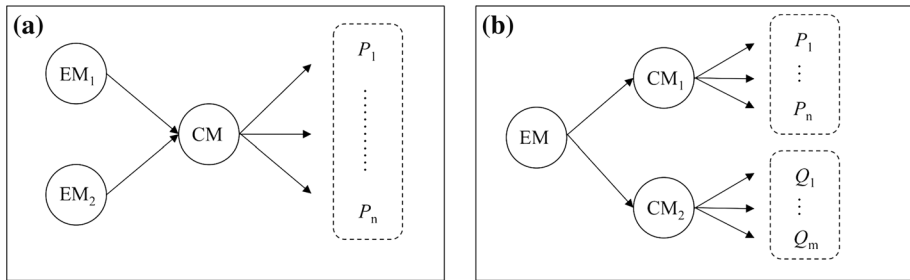 (a)
EM₁
EM₂
CM
P₁
⋮
Pₙ
(b)
EM
CM₁
CM₂
P₁
⋮
Pₙ
Q₁
⋮
Qₘ